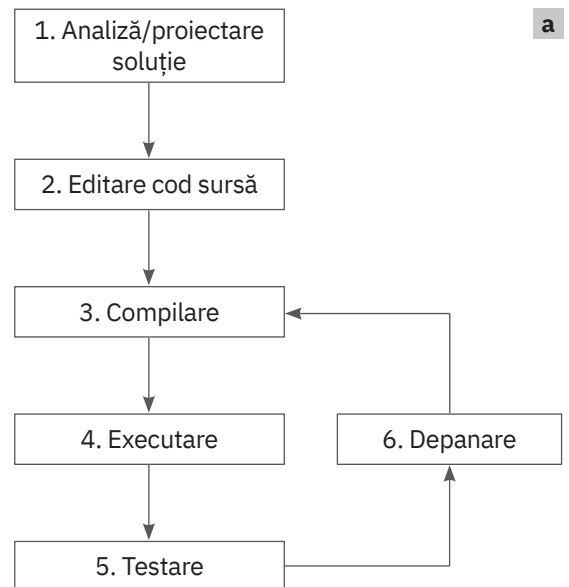 1. Analiză/proiectare
soluție
a
2. Editare cod sursă
3. Compilare
4. Executare
6. Depanare
5. Testare